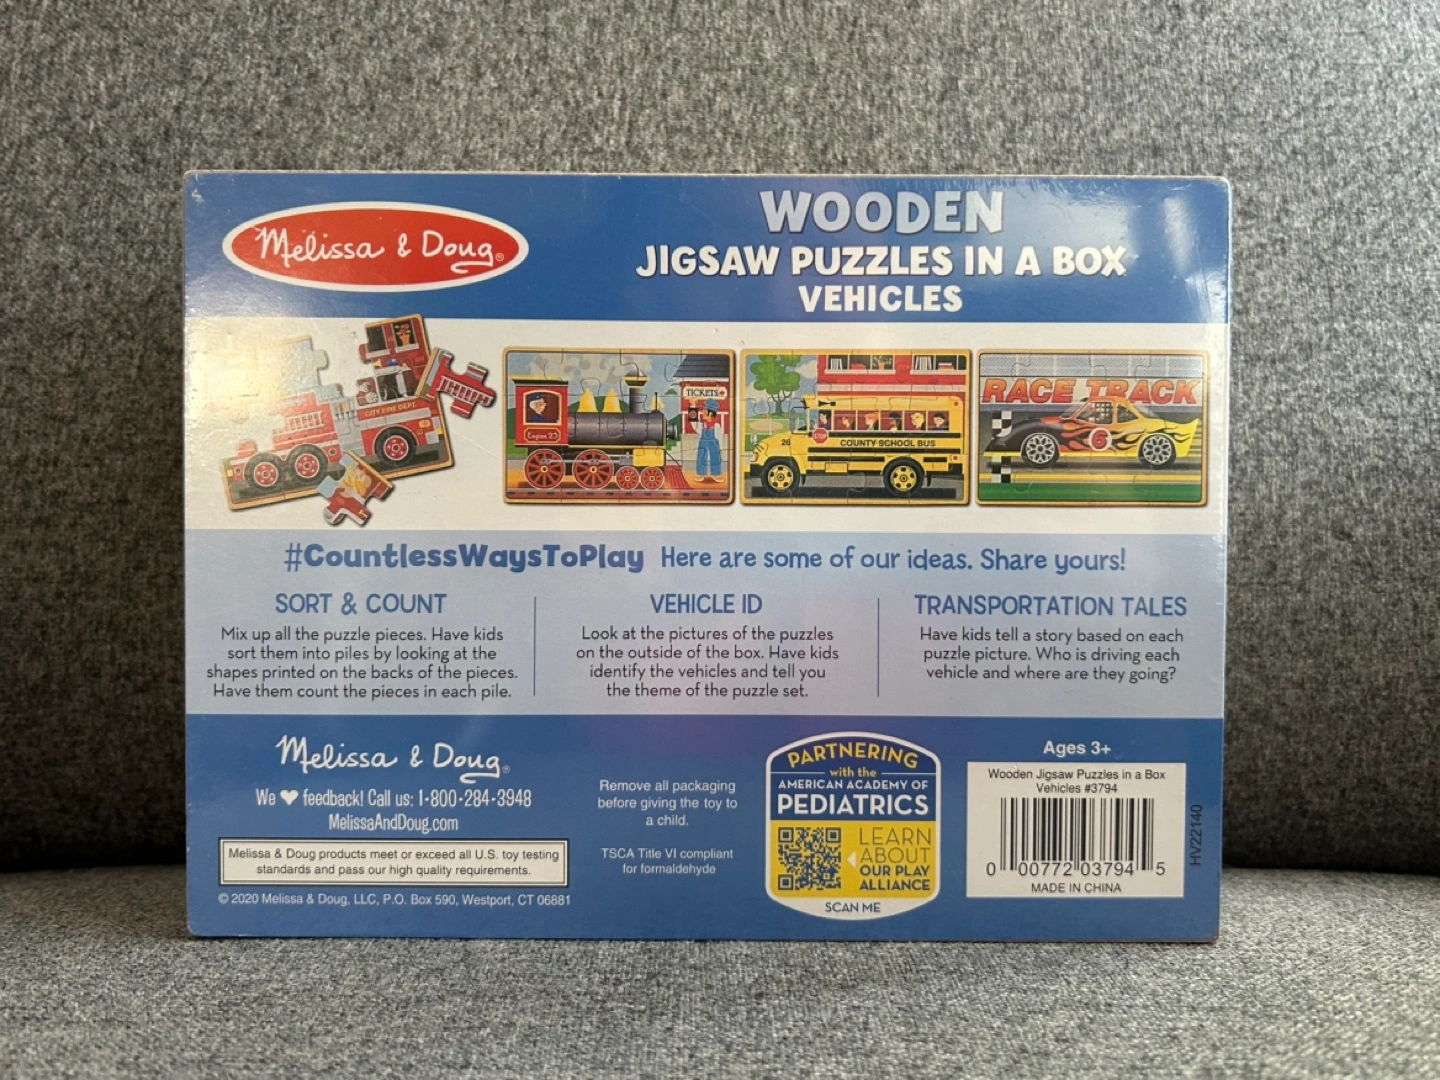 Melissa & Doug®
WOODEN
JIGSAW PUZZLES IN A BOX
VEHICLES
CITY FIRE DEPT.
Engine 23
TICKETS
26
STOP
COUNTY SCHOOL BUS
RACE TRACK
6
#CountlessWaysToPlay Here are some of our ideas. Share yours!
SORT & COUNT
Mix up all the puzzle pieces. Have kids
sort them into piles by looking at the
shapes printed on the backs of the pieces.
Have them count the pieces in each pile.
VEHICLE ID
Look at the pictures of the puzzles
on the outside of the box. Have kids
identify the vehicles and tell you
the theme of the puzzle set.
TRANSPORTATION TALES
Have kids tell a story based on each
puzzle picture. Who is driving each
vehicle and where are they going?
Melissa & Doug®
We ♥ feedback! Call us: 1-800-284-3948
MelissaAndDoug.com
Melissa & Doug products meet or exceed all U.S. toy testing
standards and pass our high quality requirements.
© 2020 Melissa & Doug, LLC, P.O. Box 590, Westport, CT 06881
Remove all packaging
before giving the toy to
a child.
TSCA Title VI compliant
for formaldehyde
PARTNERING
with the
AMERICAN ACADEMY OF
PEDIATRICS
LEARN
ABOUT
OUR PLAY
ALLIANCE
SCAN ME
Ages 3+
Wooden Jigsaw Puzzles in a Box
Vehicles #3794
0 00772 03794 5
MADE IN CHINA
HV22140